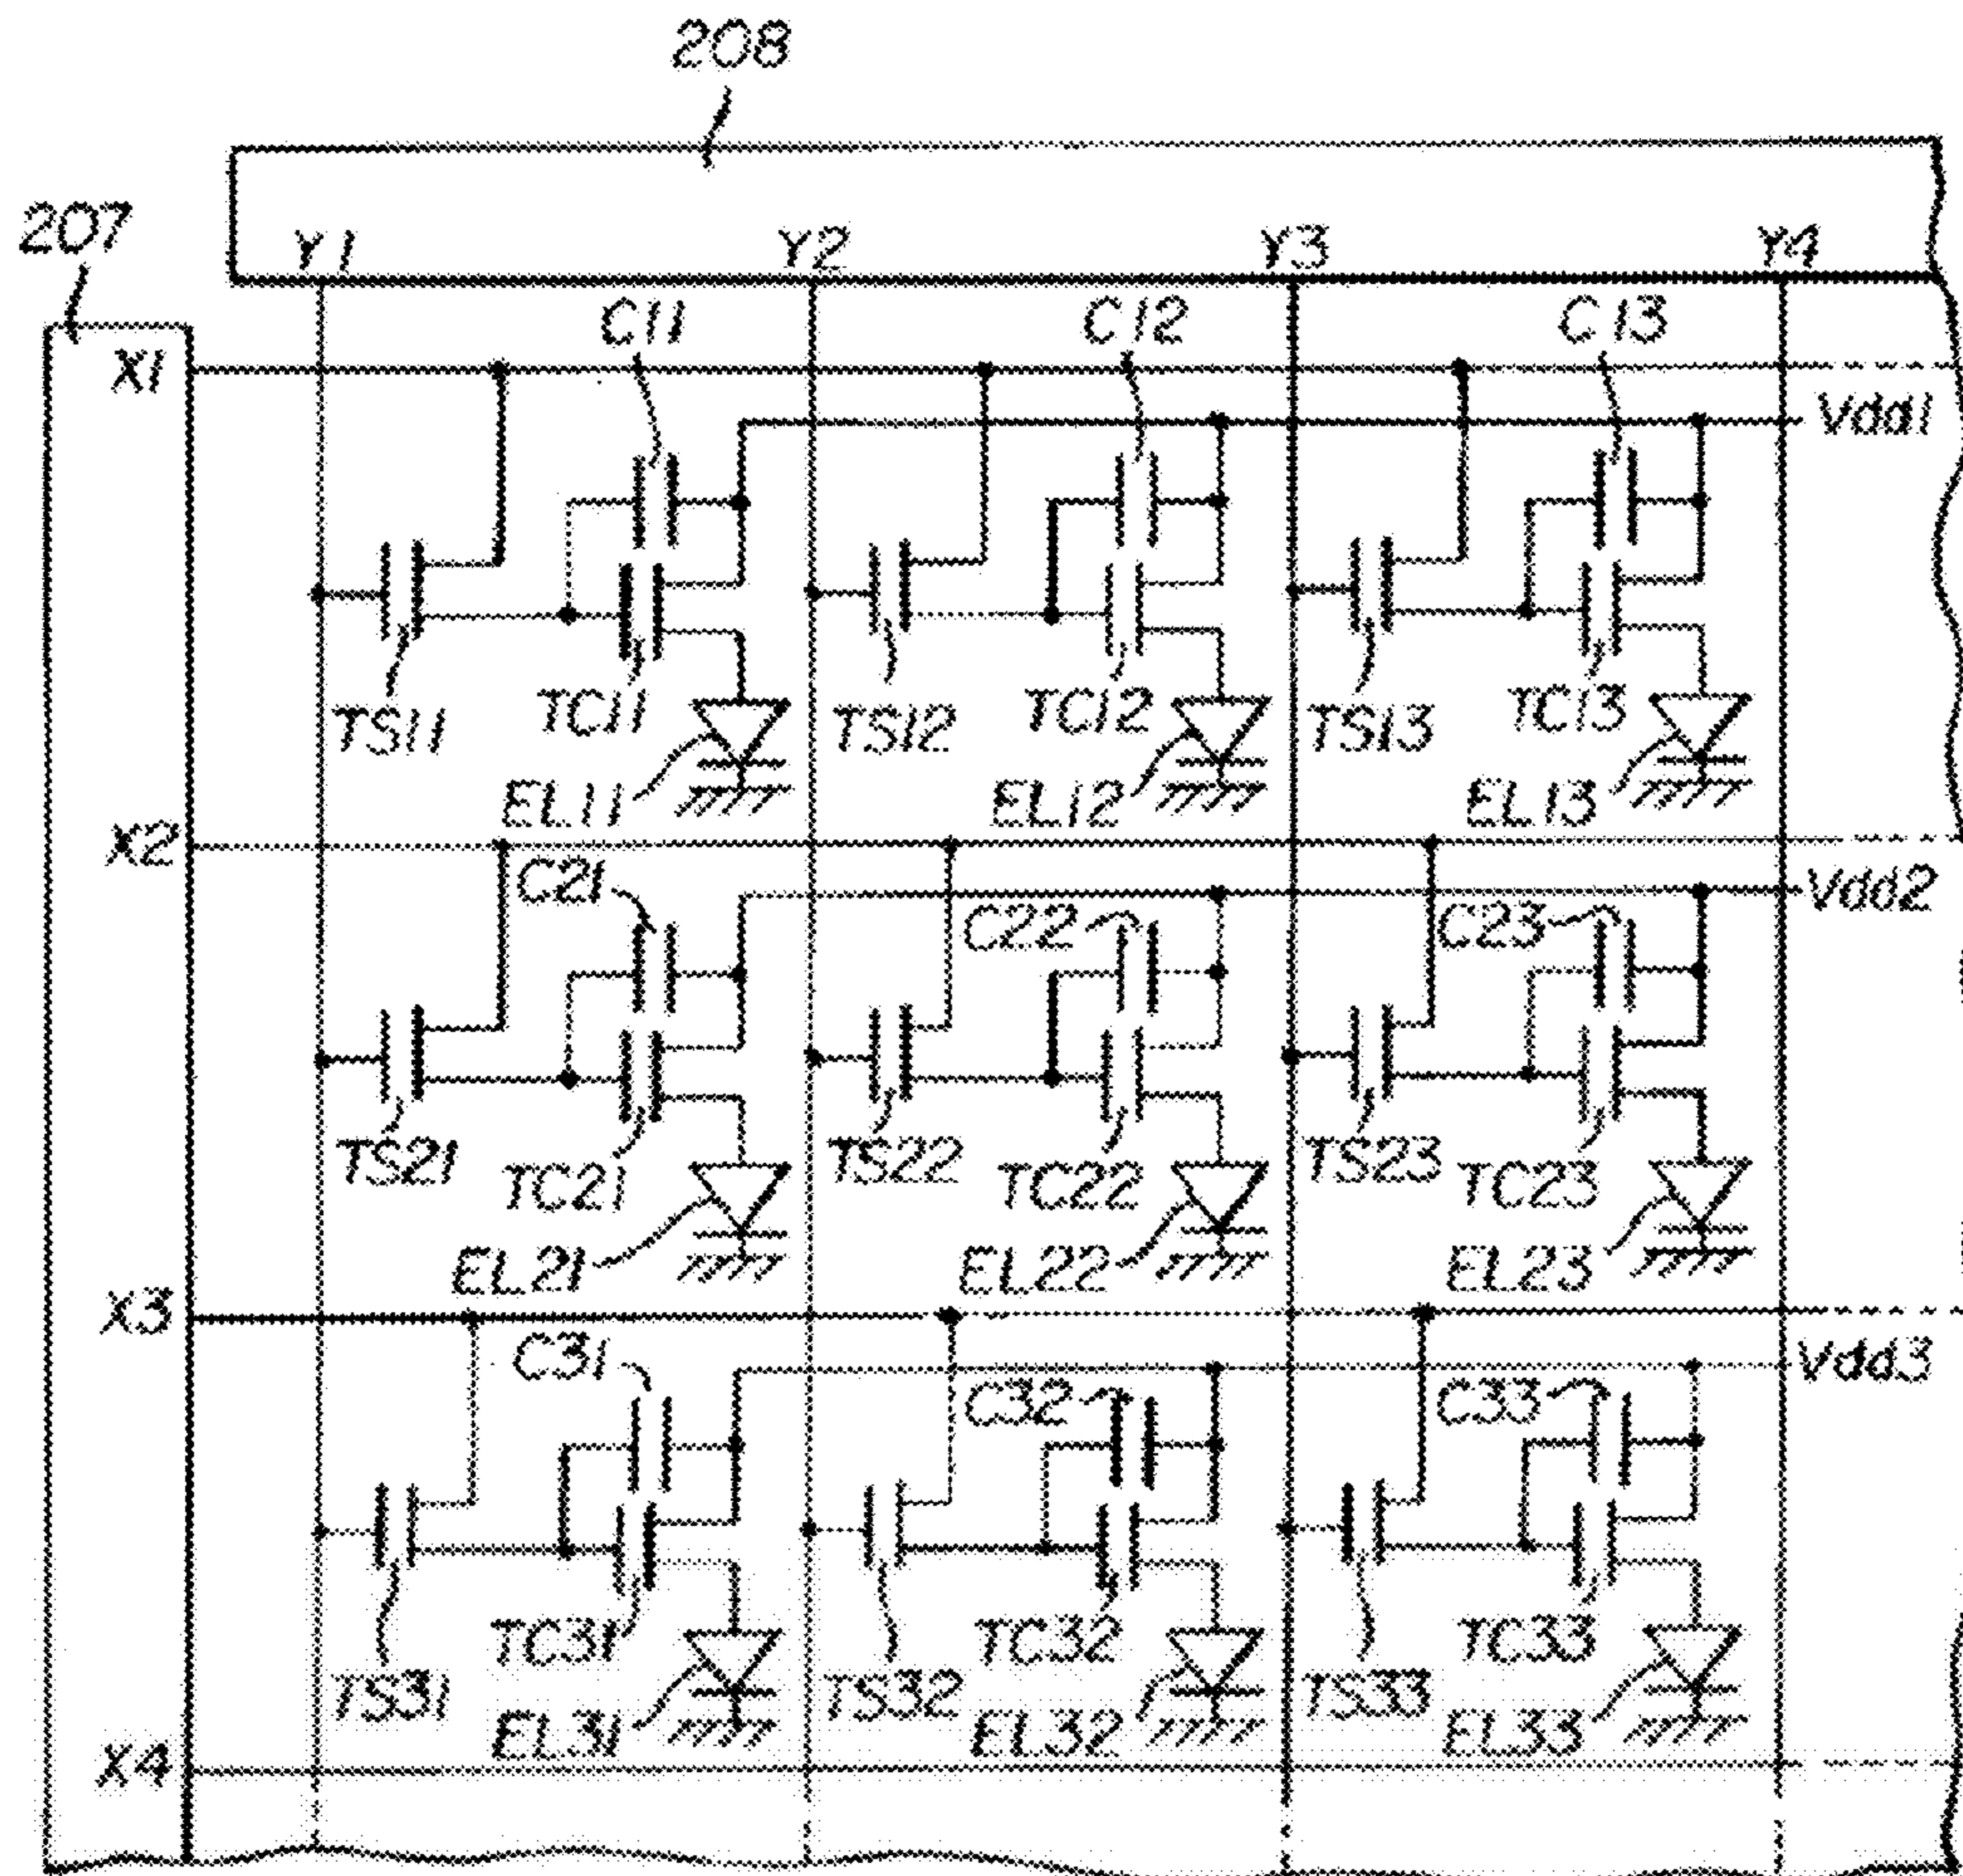 208
207
Y1 Y2 Y3 Y4
C11 C12 C13
X1
Vdd1
TS11 TC11 TS12 TC12 TS13 TC13
EL11 EL12 EL13
X2
C21
Vdd2
C22 C23
TS21 TC21 TS22 TC22 TS23 TC23
EL21 EL22 EL23
X3
C31
Vdd3
C32 C33
TC31 TC32 TC33
TS31 TS32 TS33
EL31 EL32 EL33
X4